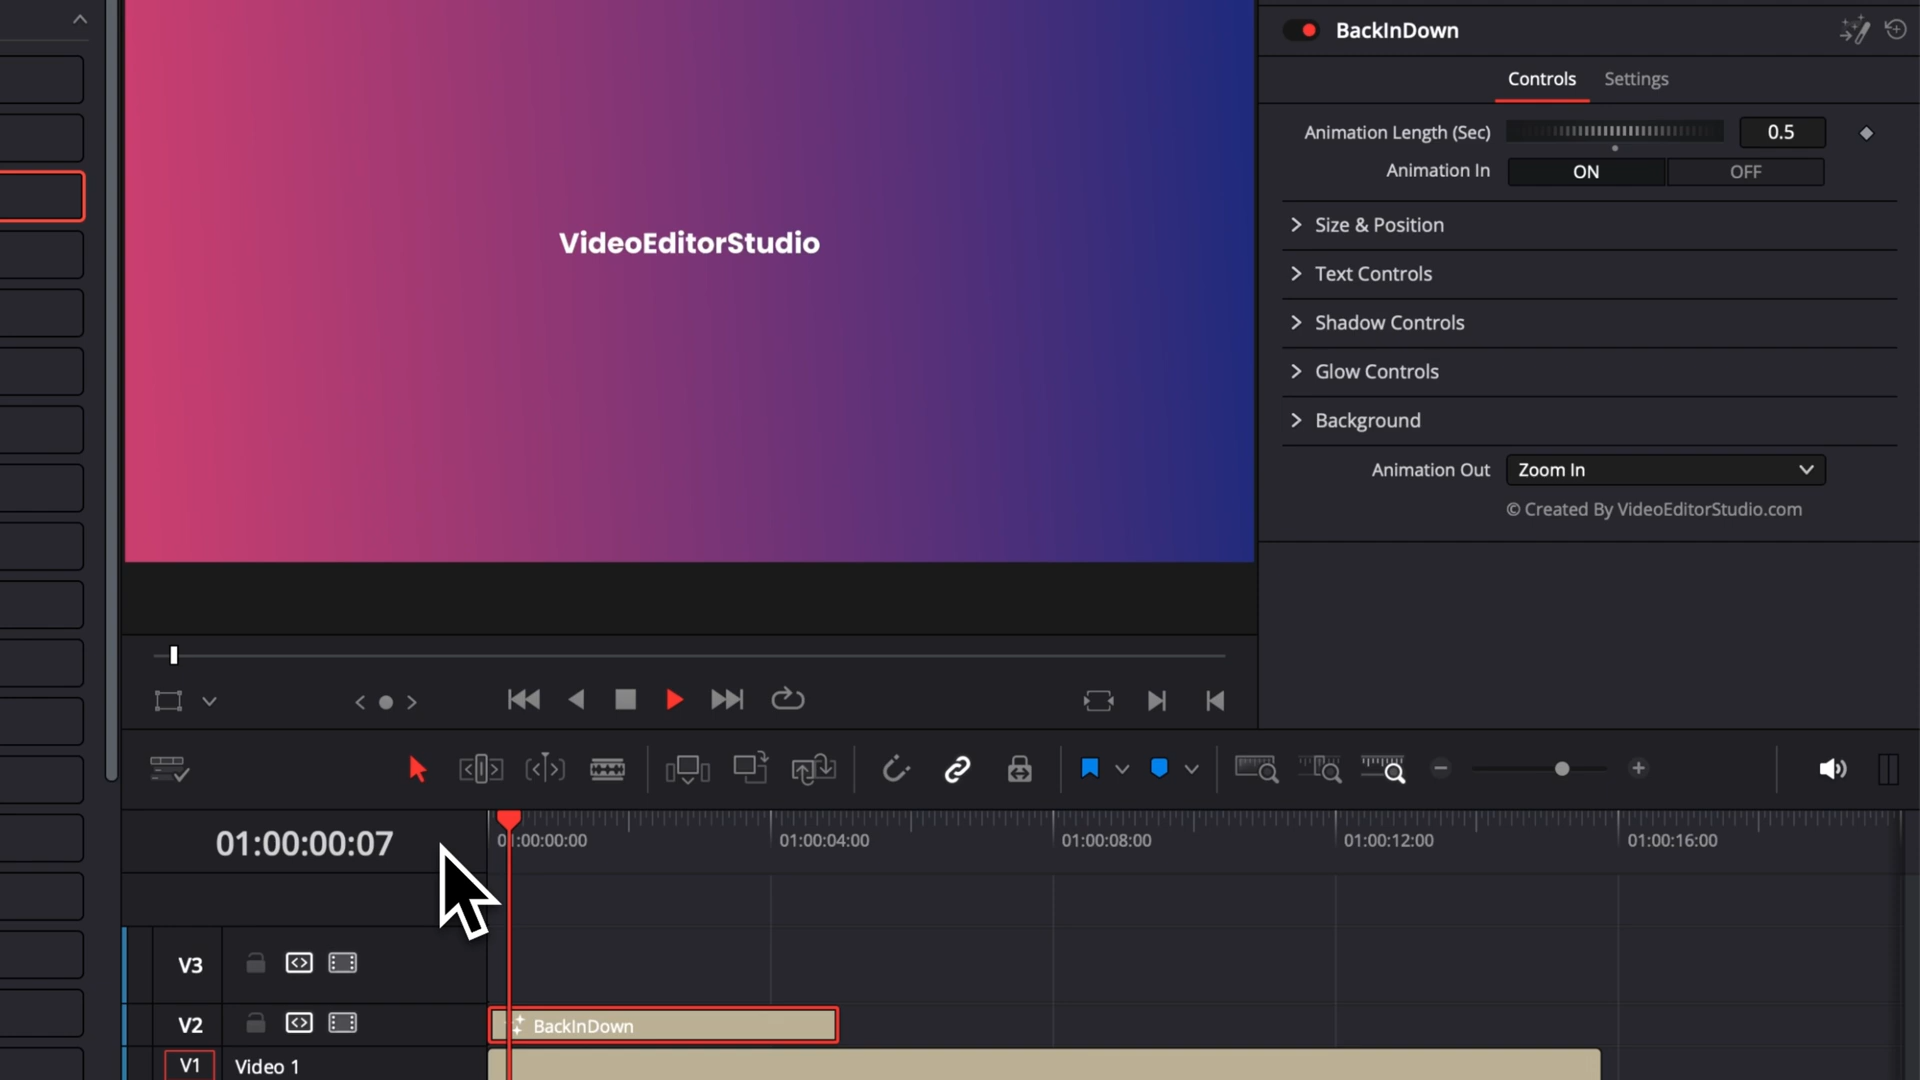 BackInDown
Controls Settings
Animation Length (Sec) 0.5
Animation In ON OFF
Size & Position
Text Controls
Shadow Controls
Glow Controls
Background
Animation Out Zoom In
© Created By VideoEditorStudio.com
VideoEditorStudio
01:00:00:07
01:00:00:00 01:00:04:00 01:00:08:00 01:00:12:00 01:00:16:00
V3
V2
BackInDown
V1 Video 1